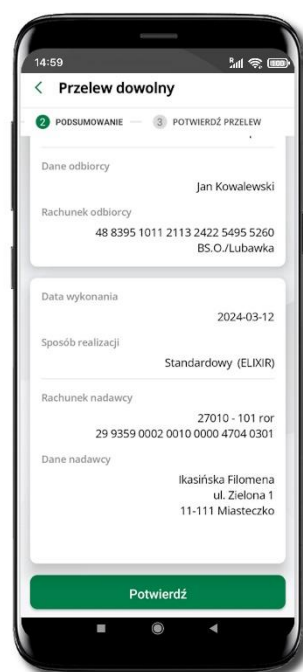 14:59
Przelew dowolny
2 PODSUMOWANIE 3 POTWIERDŹ PRZELEW
Dane odbiorcy
Jan Kowalewski
Rachunek odbiorcy
48 8395 1011 2113 2422 5495 5260
BS.O./Lubawka
Data wykonania
2024-03-12
Sposób realizacji
Standardowy (ELIXIR)
Rachunek nadawcy
27010 - 101 ror
29 9359 0002 0010 0000 4704 0301
Dane nadawcy
Ikasińska Filomena
ul. Zielona 1
11-111 Miasteczko
Potwierdź